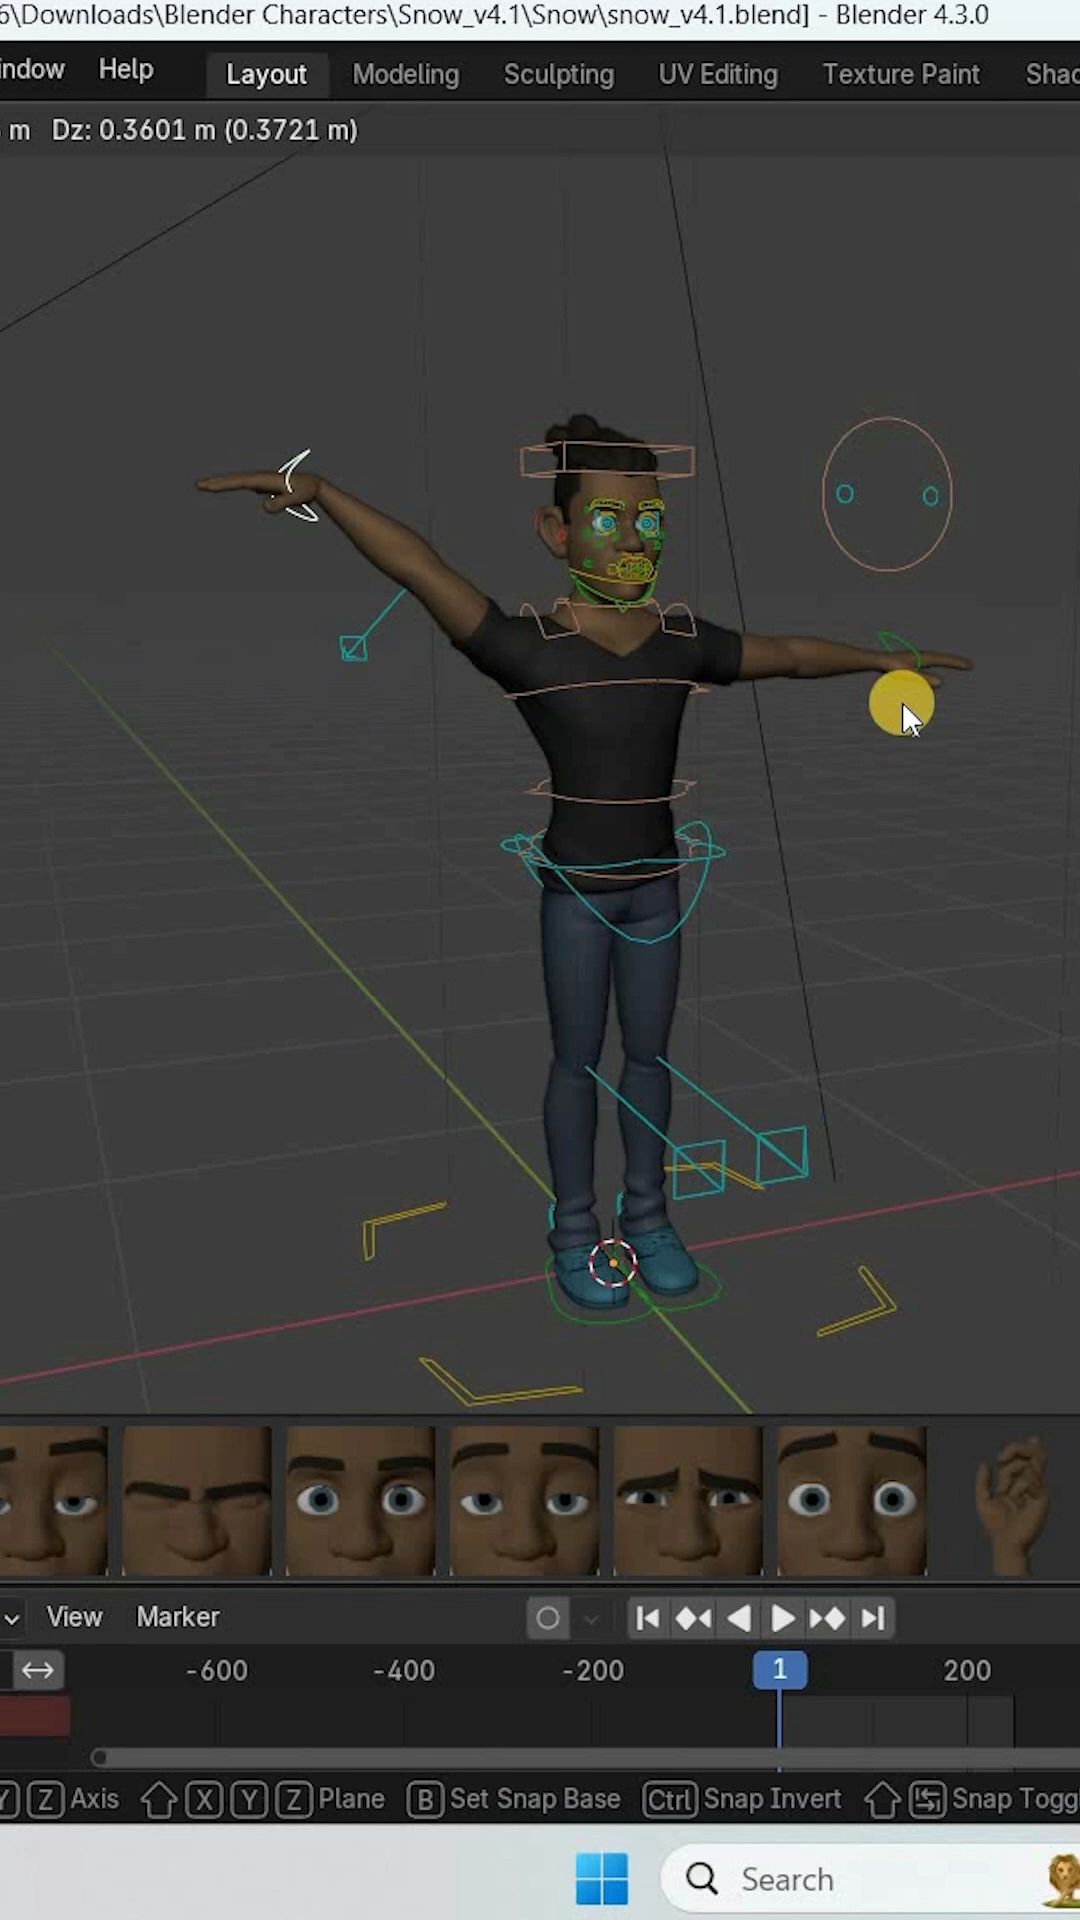 6\Downloads\Blender Characters\Snow_v4.1\Snow\snow_v4.1.blend] - Blender 4.3.0
indow Help Layout Modeling Sculpting UV Editing Texture Paint Shac
m Dz: 0.3601 m (0.3721 m)
View Marker
-600 -400 -200 1 200
Y Z Axis X Y Z Plane B Set Snap Base Ctrl Snap Invert Snap Togg
Search